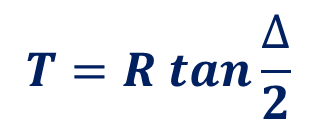 T = R tan Δ/2